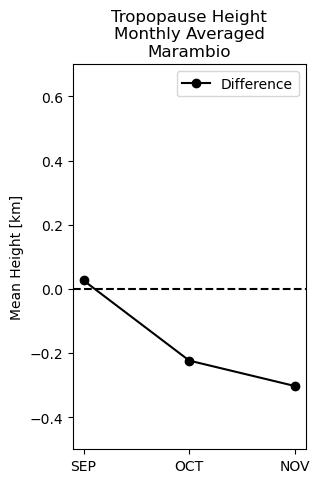 Tropopause Height
Monthly Averaged
Marambio
Difference
Mean Height [km]
0.6
0.4
0.2
0.0
−0.2
−0.4
SEP OCT NOV